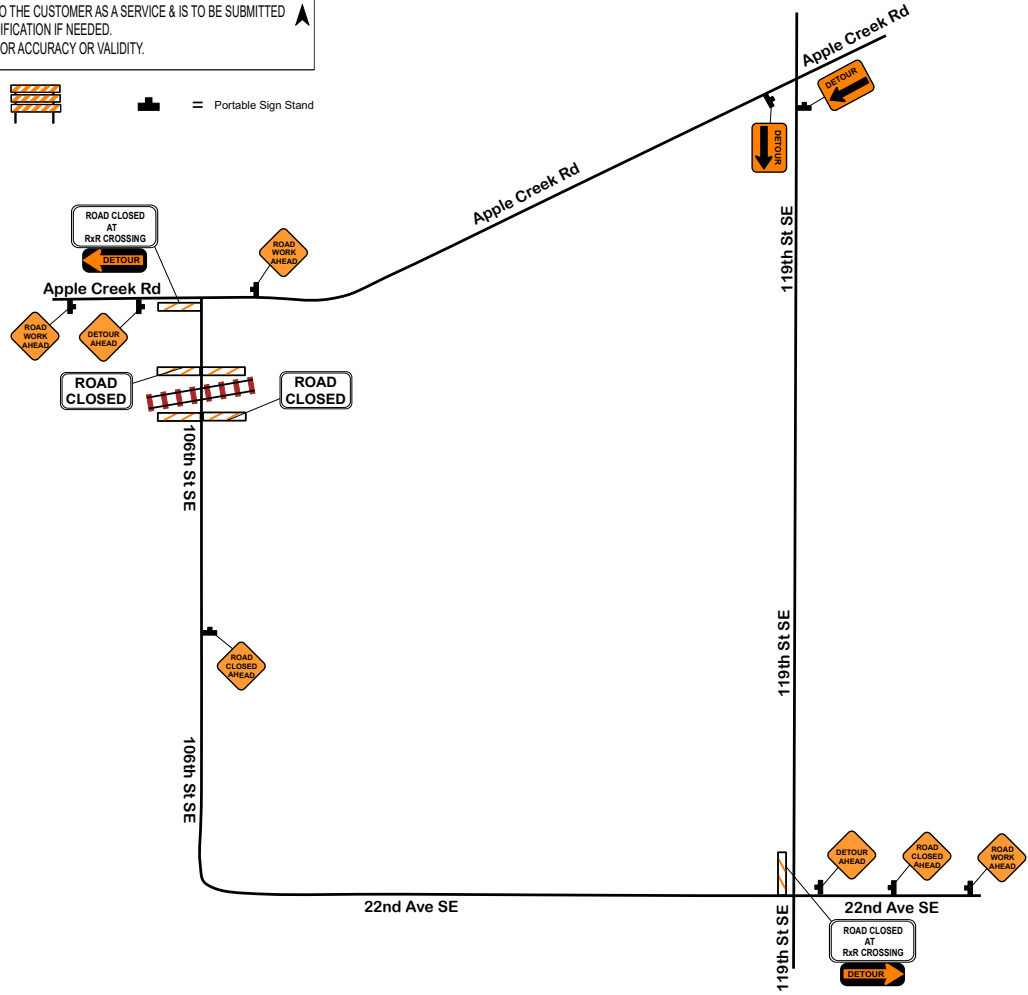 O THE CUSTOMER AS A SERVICE & IS TO BE SUBMITTED
IFICATION IF NEEDED.
OR ACCURACY OR VALIDITY.
= Portable Sign Stand
Apple Creek Rd
DETOUR
DETOUR
Apple Creek Rd
119th St SE
ROAD CLOSED
AT
RxR CROSSING
DETOUR
ROAD
WORK
AHEAD
Apple Creek Rd
ROAD
WORK
AHEAD
DETOUR
AHEAD
ROAD
CLOSED
ROAD
CLOSED
106th St SE
ROAD
CLOSED
AHEAD
119th St SE
106th St SE
DETOUR
AHEAD
ROAD
CLOSED
AHEAD
ROAD
WORK
AHEAD
22nd Ave SE
22nd Ave SE
119th St SE
ROAD CLOSED
AT
RxR CROSSING
DETOUR